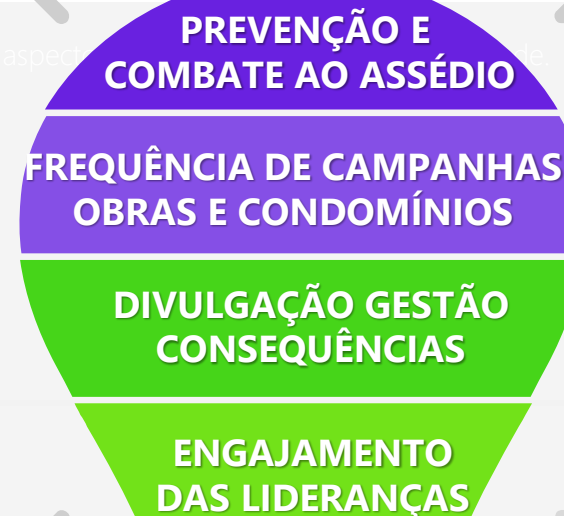 PREVENÇÃO E
COMBATE AO ASSÉDIO
FREQUÊNCIA DE CAMPANHAS
OBRAS E CONDOMÍNIOS
DIVULGAÇÃO GESTÃO
CONSEQUÊNCIAS
ENGAJAMENTO
DAS LIDERANÇAS